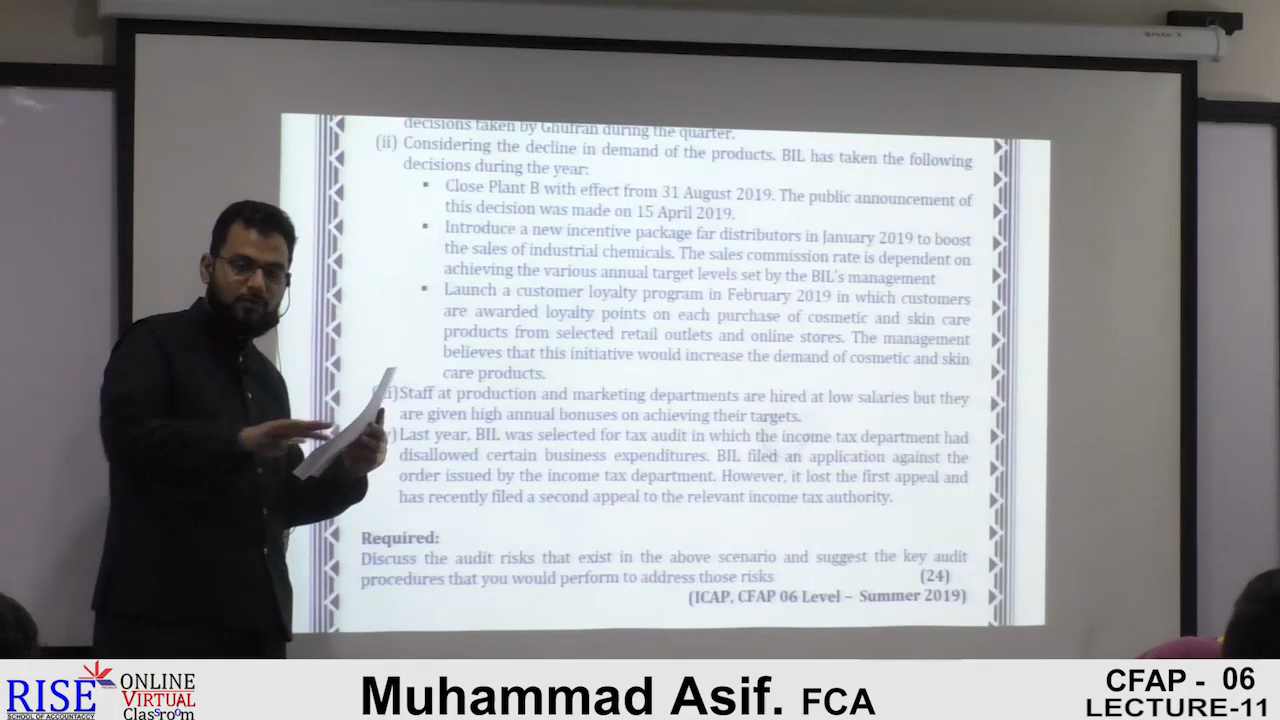 SPEED-X
decisions taken by Ghufran during the quarter.
(ii) Considering the decline in demand of the products. BIL has taken the following
decisions during the year:
▪ Close Plant B with effect from 31 August 2019. The public announcement of
this decision was made on 15 April 2019.
▪ Introduce a new incentive package far distributors in January 2019 to boost
the sales of industrial chemicals. The sales commission rate is dependent on
achieving the various annual target levels set by the BIL's management
▪ Launch a customer loyalty program in February 2019 in which customers
are awarded loyalty points on each purchase of cosmetic and skin care
products from selected retail outlets and online stores. The management
believes that this initiative would increase the demand of cosmetic and skin
care products.
i) Staff at production and marketing departments are hired at low salaries but they
are given high annual bonuses on achieving their targets.
) Last year, BIL was selected for tax audit in which the income tax department had
disallowed certain business expenditures. BIL filed an application against the
order issued by the income tax department. However, it lost the first appeal and
has recently filed a second appeal to the relevant income tax authority.
Required:
Discuss the audit risks that exist in the above scenario and suggest the key audit
procedures that you would perform to address those risks (24)
(ICAP, CFAP 06 Level – Summer 2019)
RISE
SCHOOL OF ACCOUNTACCY
ONLINE
VIRTUAL
ClassrOom
Muhammad Asif. FCA
CFAP - 06
LECTURE-11